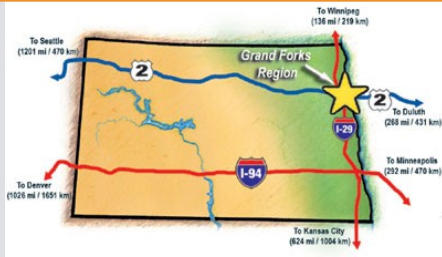 To Winnipeg
(136 mi / 219 km)
To Seattle
(1201 mi / 470 km)
Grand Forks
Region
2
2
To Duluth
(268 mi / 431 km)
I-29
To Minneapolis
(292 mi / 470 km)
I-94
To Denver
(1026 mi / 1651 km)
To Kansas City
(624 mi / 1004 km)